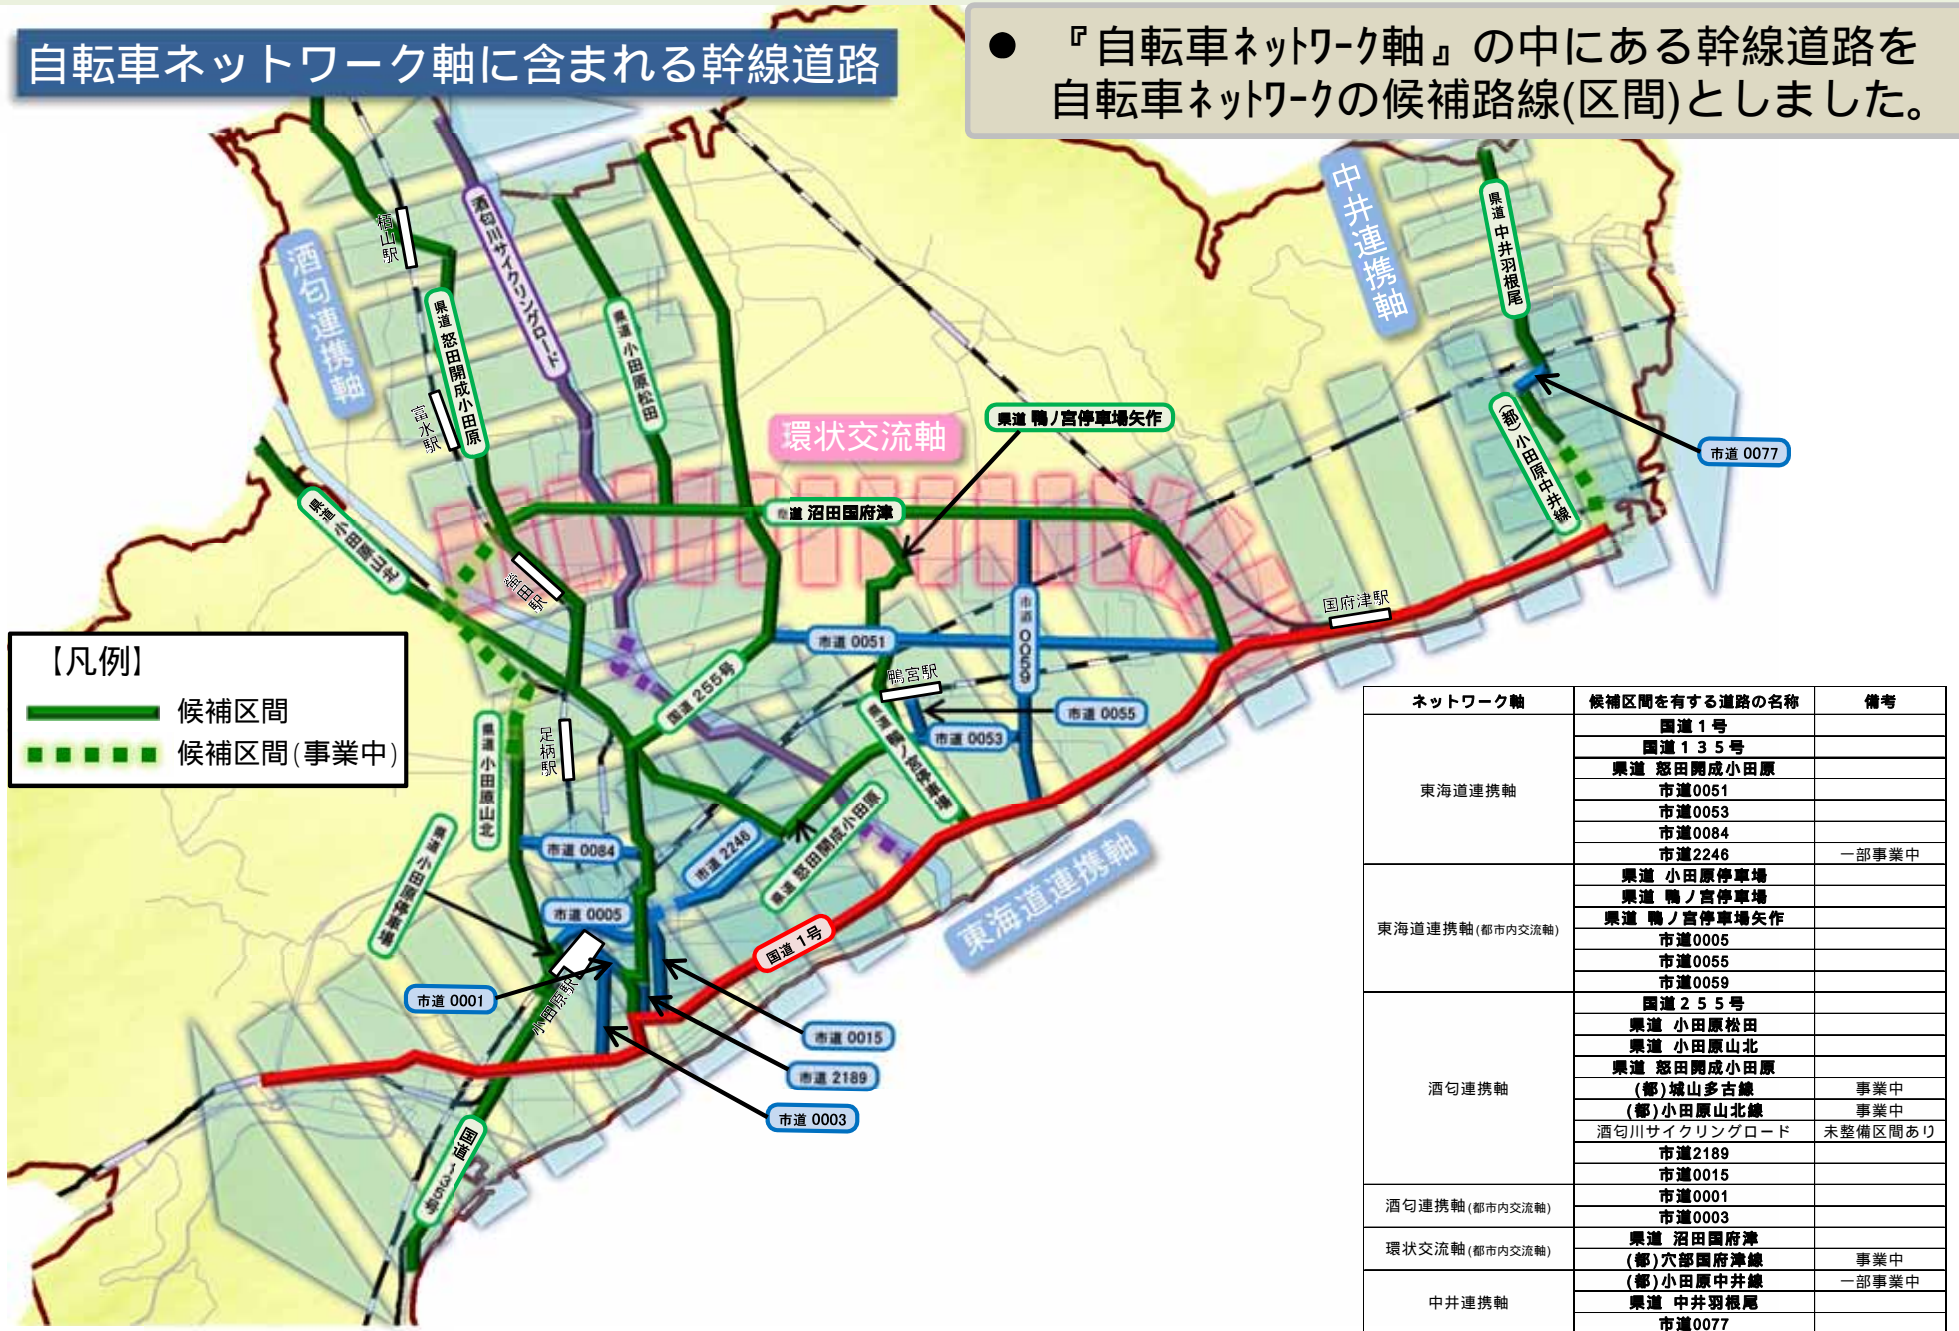 自転車ネットワーク軸に含まれる幹線道路
● 『自転車ネットワーク軸』の中にある幹線道路を
自転車ネットワークの候補路線(区間)としました。
酒匂連携軸
中井連携軸
環状交流軸
東海道連携軸
栢山駅
富水駅
螢田駅
足柄駅
小田原駅
鴨宮駅
国府津駅
酒匂川サイクリングロード
県道 怒田開成小田原
県道 小田原松田
県道 小田原山北
県道 鴨ノ宮停車場矢作
県道 沼田国府津
県道 中井羽根尾
(都)小田原中井線
市道 0077
市道 0051
市道 0059
市道 0055
市道 0053
国道 255号
県道 鴨ノ宮停車場
県道 小田原山北
県道 小田原停車場
市道 0084
市道 2246
県道 怒田開成小田原
市道 0005
市道 0001
国道 1号
市道 0015
市道 2189
市道 0003
国道 135号
【凡例】
候補区間
候補区間(事業中)
ネットワーク軸 候補区間を有する道路の名称 備考
東海道連携軸
国道1号
国道135号
県道 怒田開成小田原
市道0051
市道0053
市道0084
市道2246 一部事業中
東海道連携軸(都市内交流軸)
県道 小田原停車場
県道 鴨ノ宮停車場
県道 鴨ノ宮停車場矢作
市道0005
市道0055
市道0059
酒匂連携軸
国道255号
県道 小田原松田
県道 小田原山北
県道 怒田開成小田原
(都)城山多古線 事業中
(都)小田原山北線 事業中
酒匂川サイクリングロード 未整備区間あり
市道2189
市道0015
酒匂連携軸(都市内交流軸)
市道0001
市道0003
環状交流軸(都市内交流軸)
県道 沼田国府津
(都)穴部国府津線 事業中
中井連携軸
(都)小田原中井線 一部事業中
県道 中井羽根尾
市道0077